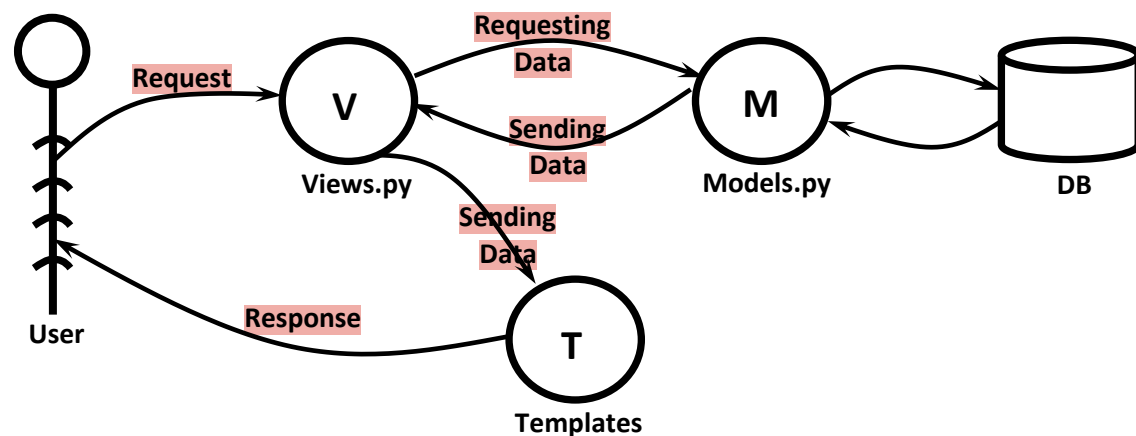 Requesting
Data
Request
V
M
Sending
Data
Views.py
Models.py
DB
Sending
Data
Response
User
T
Templates